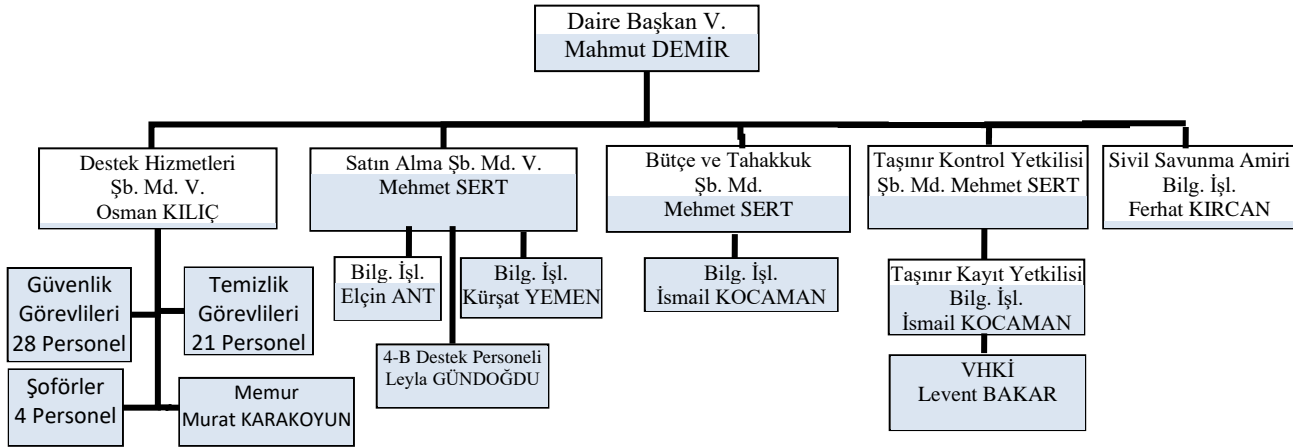 Daire Başkan V.
Mahmut DEMİR
Destek Hizmetleri
Şb. Md. V.
Osman KILIÇ
Satın Alma Şb. Md. V.
Mehmet SERT
Bütçe ve Tahakkuk
Şb. Md.
Mehmet SERT
Taşınır Kontrol Yetkilisi
Şb. Md. Mehmet SERT
Sivil Savunma Amiri
Bilg. İşl.
Ferhat KIRCAN
Güvenlik
Görevlileri
28 Personel
Temizlik
Görevlileri
21 Personel
Bilg. İşl.
Elçin ANT
Bilg. İşl.
Kürşat YEMEN
Bilg. İşl.
İsmail KOCAMAN
Taşınır Kayıt Yetkilisi
Bilg. İşl.
İsmail KOCAMAN
Şoförler
4 Personel
Memur
Murat KARAKOYUN
4-B Destek Personeli
Leyla GÜNDOĞDU
VHKİ
Levent BAKAR